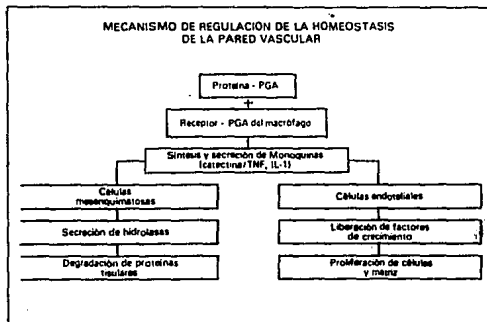 MECANISMO DE REGULACION DE LA HOMEOSTASIS
DE LA PARED VASCULAR
Proteína - PGA
+
Receptor - PGA del macrófago
Síntesis y secreción de Monoquinas
(catectina/TNF, IL-1)
Células
mesenquimatosas
Secreción de hidrolasas
Degradación de proteínas
tisulares
Células endoteliales
Liberación de factores
de crecimiento
Proliferación de células
y matriz